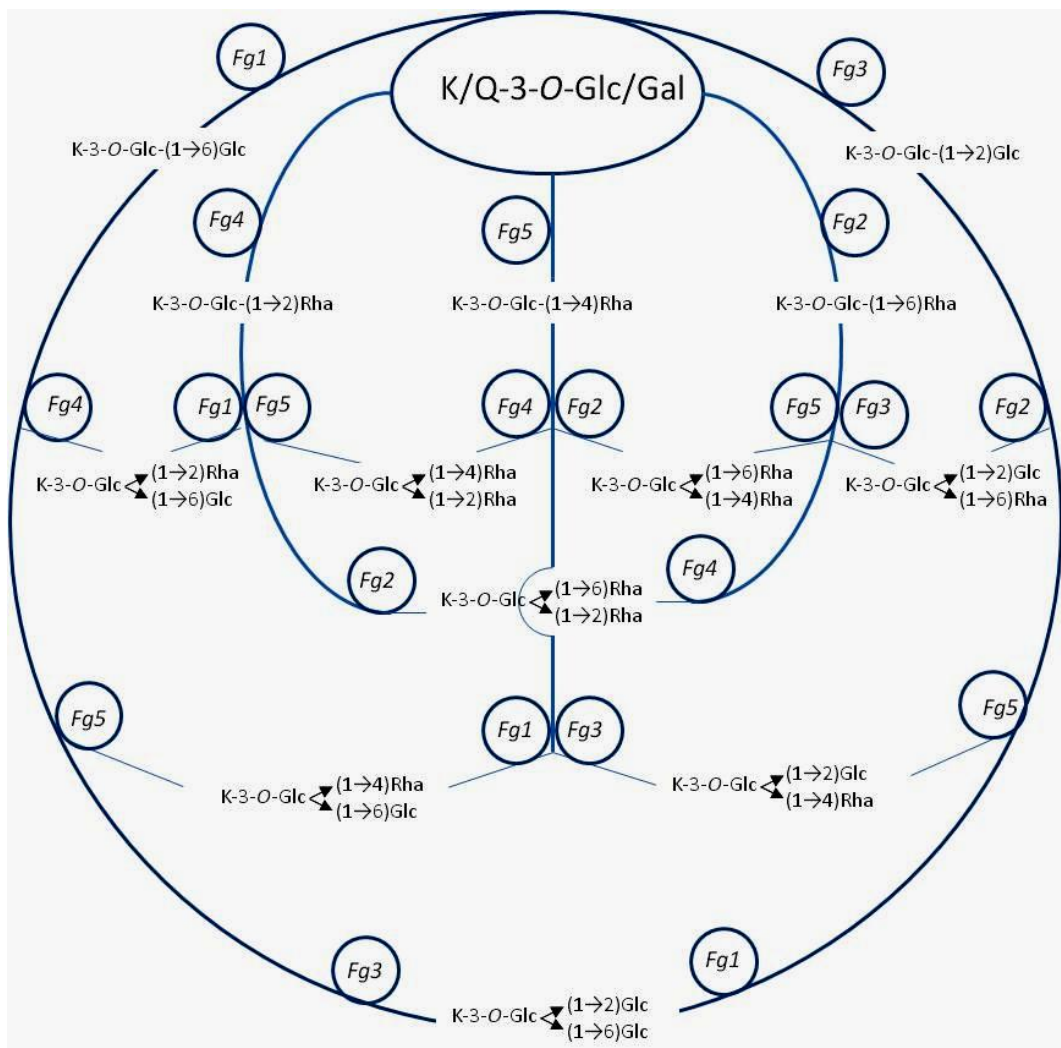 K/Q-3-O-Glc/Gal
Fg1
Fg3
K-3-O-Glc-(1→6)Glc
K-3-O-Glc-(1→2)Glc
Fg4
Fg5
Fg2
K-3-O-Glc-(1→2)Rha
K-3-O-Glc-(1→4)Rha
K-3-O-Glc-(1→6)Rha
Fg4
Fg1
Fg5
Fg4
Fg2
Fg5
Fg3
Fg2
K-3-O-Glc
(1→2)Rha
(1→6)Glc
K-3-O-Glc
(1→4)Rha
(1→2)Rha
K-3-O-Glc
(1→6)Rha
(1→4)Rha
K-3-O-Glc
(1→2)Glc
(1→6)Rha
Fg2
Fg4
K-3-O-Glc
(1→6)Rha
(1→2)Rha
Fg5
Fg1
Fg3
Fg5
K-3-O-Glc
(1→4)Rha
(1→6)Glc
K-3-O-Glc
(1→2)Glc
(1→4)Rha
Fg3
Fg1
K-3-O-Glc
(1→2)Glc
(1→6)Glc